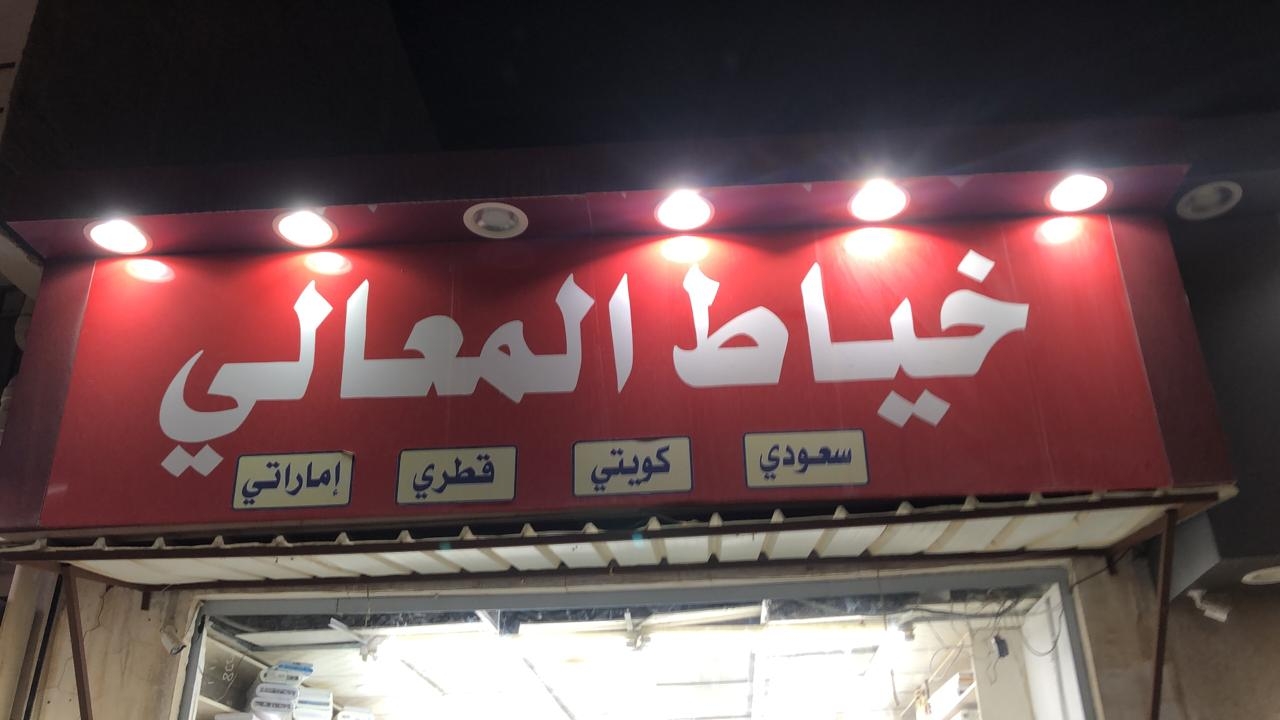 خياط المعالي
سعودي كويتي قطري إماراتي